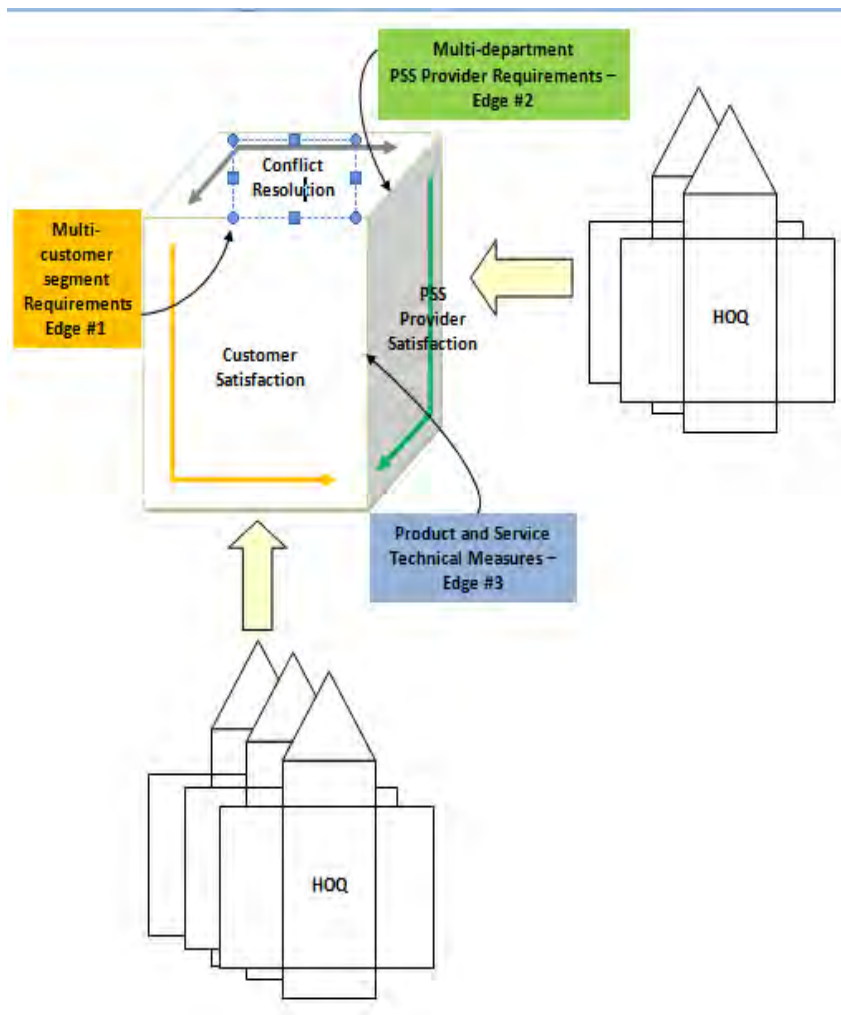 Multi-department
PSS Provider Requirements –
Edge #2
Conflict
Resolution
Multi-
customer
segment
Requirements
Edge #1
PSS
Provider
Satisfaction
HOQ
Customer
Satisfaction
Product and Service
Technical Measures –
Edge #3
HOQ